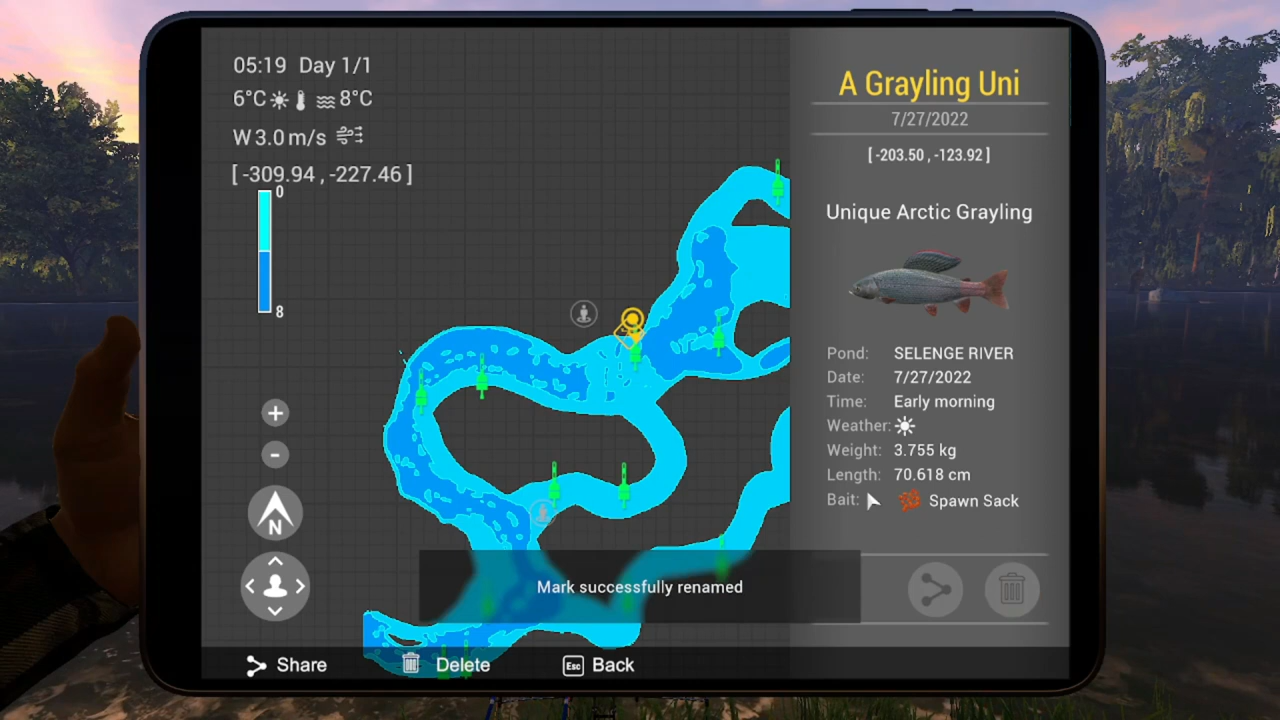 05:19 Day 1/1
6°C 8°C
W 3.0 m/s
[ -309.94 , -227.46 ]
0
8
+
-
N
A Grayling Uni
7/27/2022
[ -203.50 , -123.92 ]
Unique Arctic Grayling
Pond: SELENGE RIVER
Date: 7/27/2022
Time: Early morning
Weather:
Weight: 3.755 kg
Length: 70.618 cm
Bait: Spawn Sack
Mark successfully renamed
Share Delete Esc Back